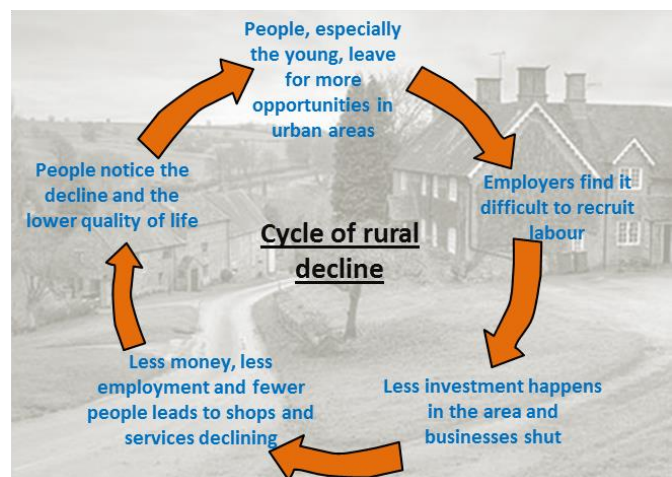 People, especially
the young, leave
for more
opportunities in
urban areas
Employers find it
difficult to recruit
labour
Less investment happens
in the area and
businesses shut
Less money, less
employment and fewer
people leads to shops and
services declining
People notice the
decline and the
lower quality of life
Cycle of rural
decline